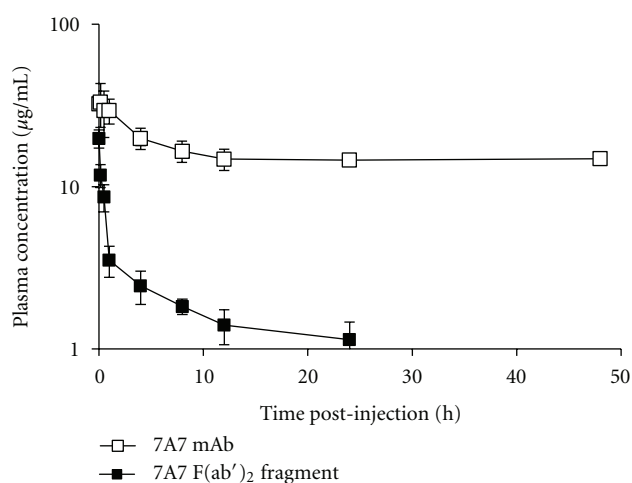 100
10
1
0
10
20
30
40
50
Plasma concentration (µg/mL)
Time post-injection (h)
7A7 mAb
7A7 F(ab′)₂ fragment